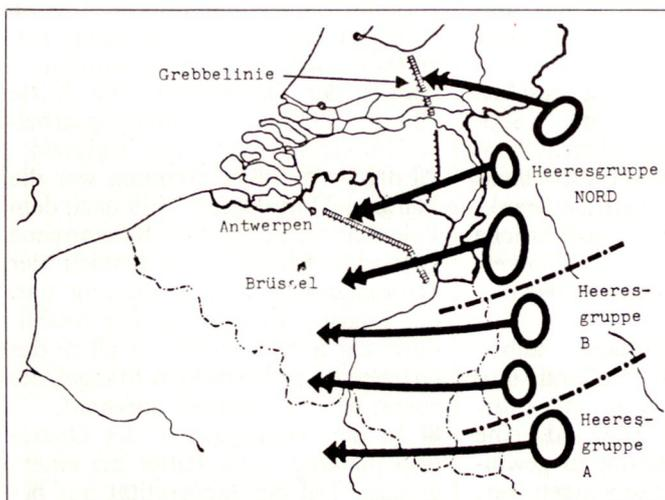 Grebbelinie
Heeresgruppe
NORD
Antwerpen
Brüssel
Heeres-
gruppe
B
Heeres-
gruppe
A